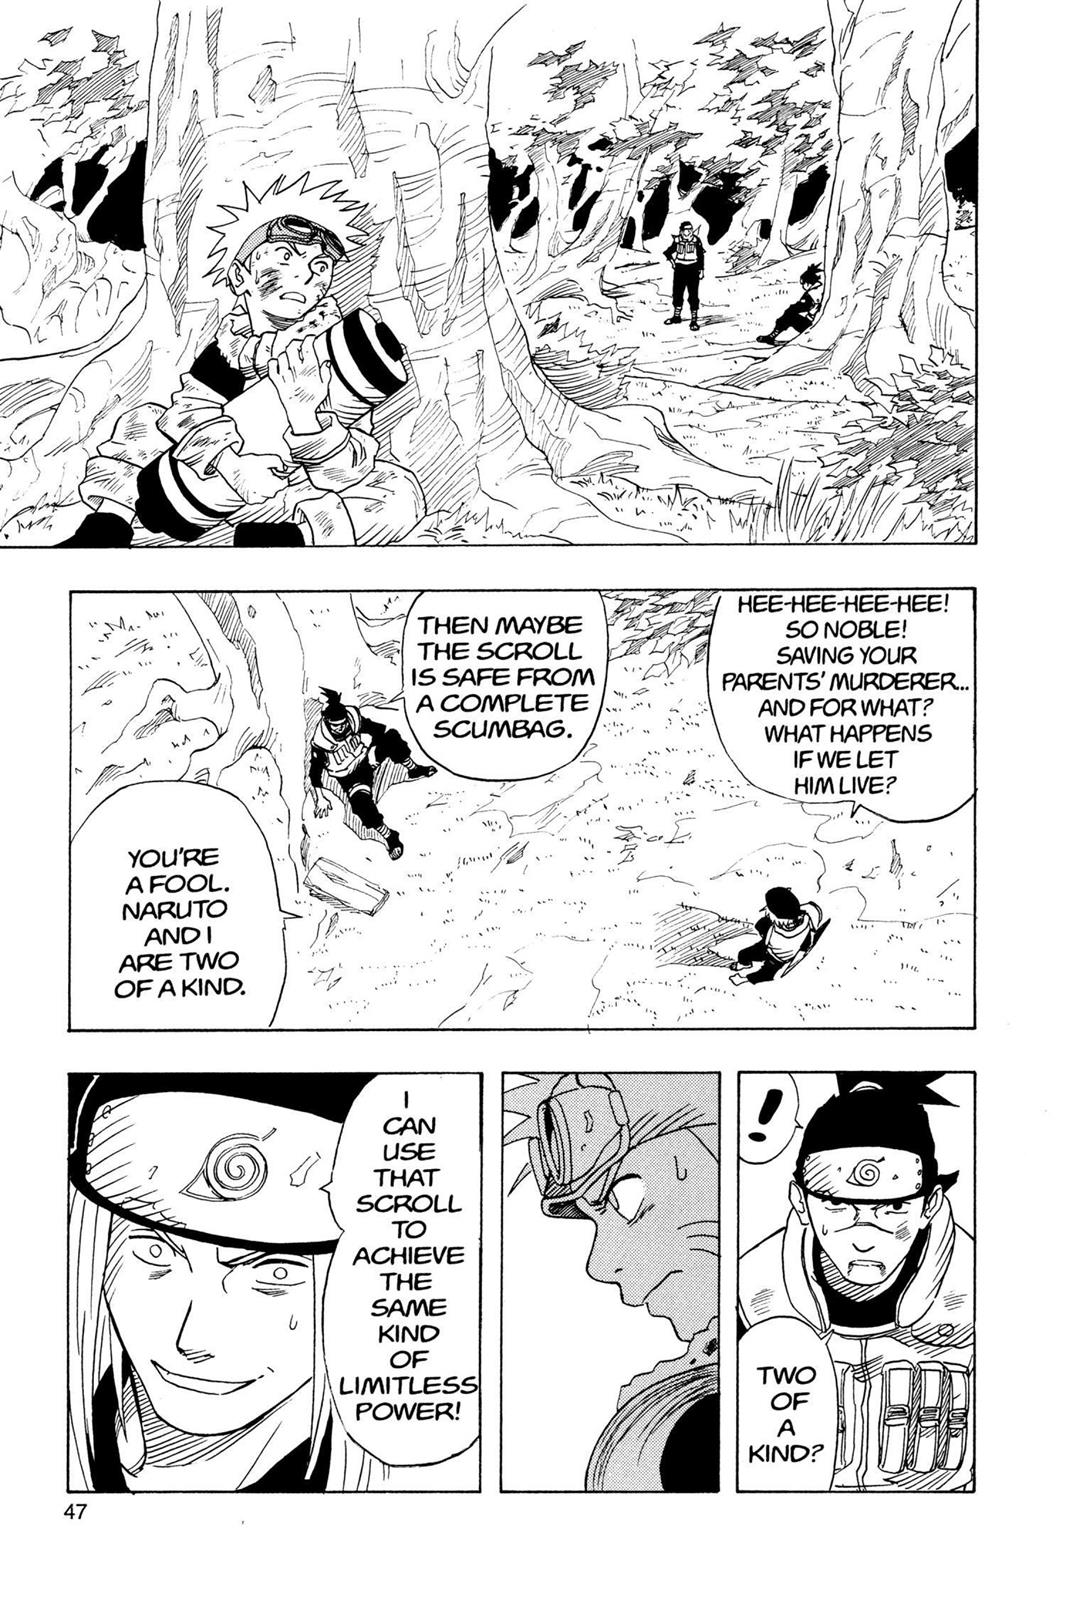 HEE-HEE-HEE-HEE!
SO NOBLE!
SAVING YOUR
PARENTS' MURDERER...
AND FOR WHAT?
WHAT HAPPENS
IF WE LET
HIM LIVE?
THEN MAYBE
THE SCROLL
IS SAFE FROM
A COMPLETE
SCUMBAG.
YOU'RE
A FOOL.
NARUTO
AND I
ARE TWO
OF A KIND.
!
TWO
OF
A
KIND?
I
CAN
USE
THAT
SCROLL
TO
ACHIEVE
THE
SAME
KIND
OF
LIMITLESS
POWER!
47